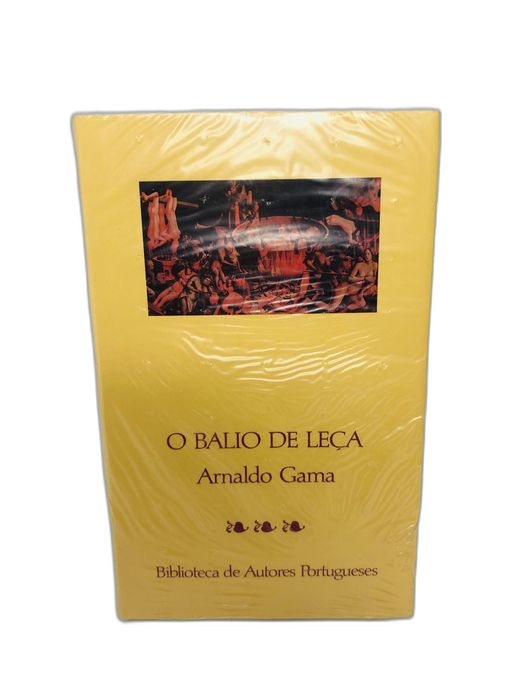 O BALIO DE LEÇA
Arnaldo Gama
Biblioteca de Autores Portugueses